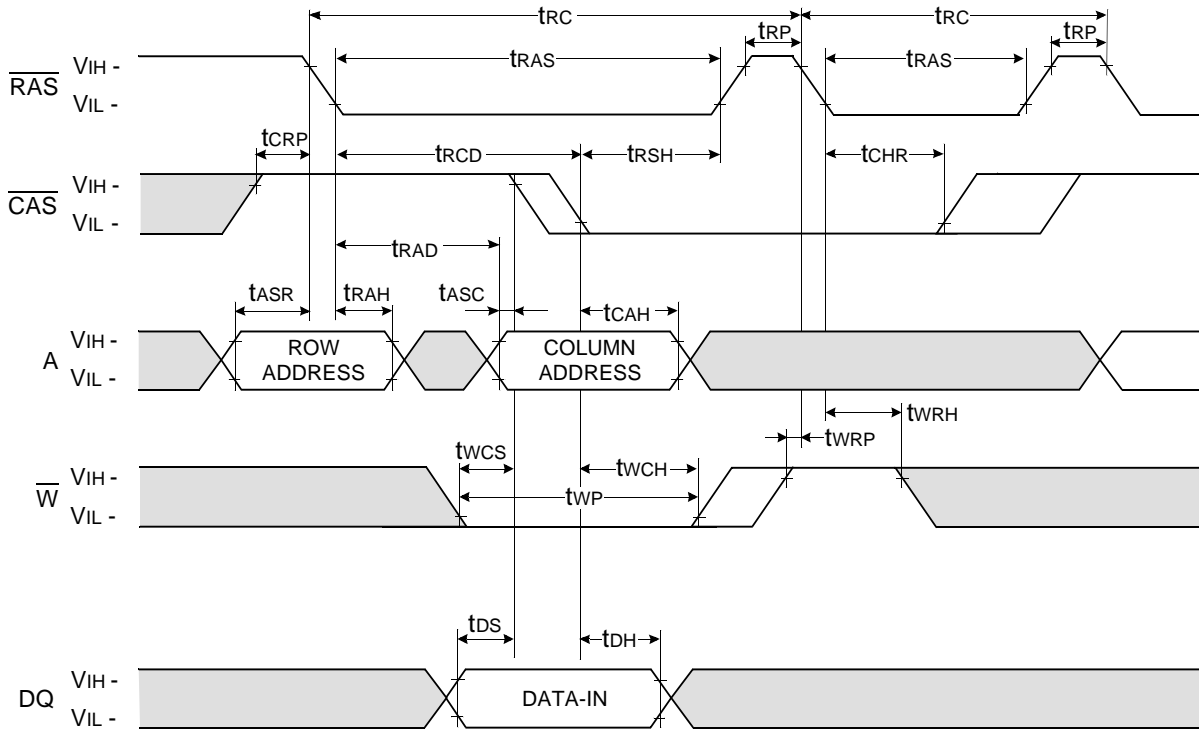 tRC tRC
tRP tRP
tRAS tRAS
RAS
VIH -
VIL -
tCRP tRCD tRSH tCHR
CAS
VIH -
VIL -
tRAD
tASR tRAH tASC tCAH
A
VIH -
VIL -
ROW ADDRESS
COLUMN ADDRESS
tWRH
tWRP
tWCS tWCH
tWP
W
VIH -
VIL -
tDS tDH
DQ
VIH -
VIL -
DATA-IN